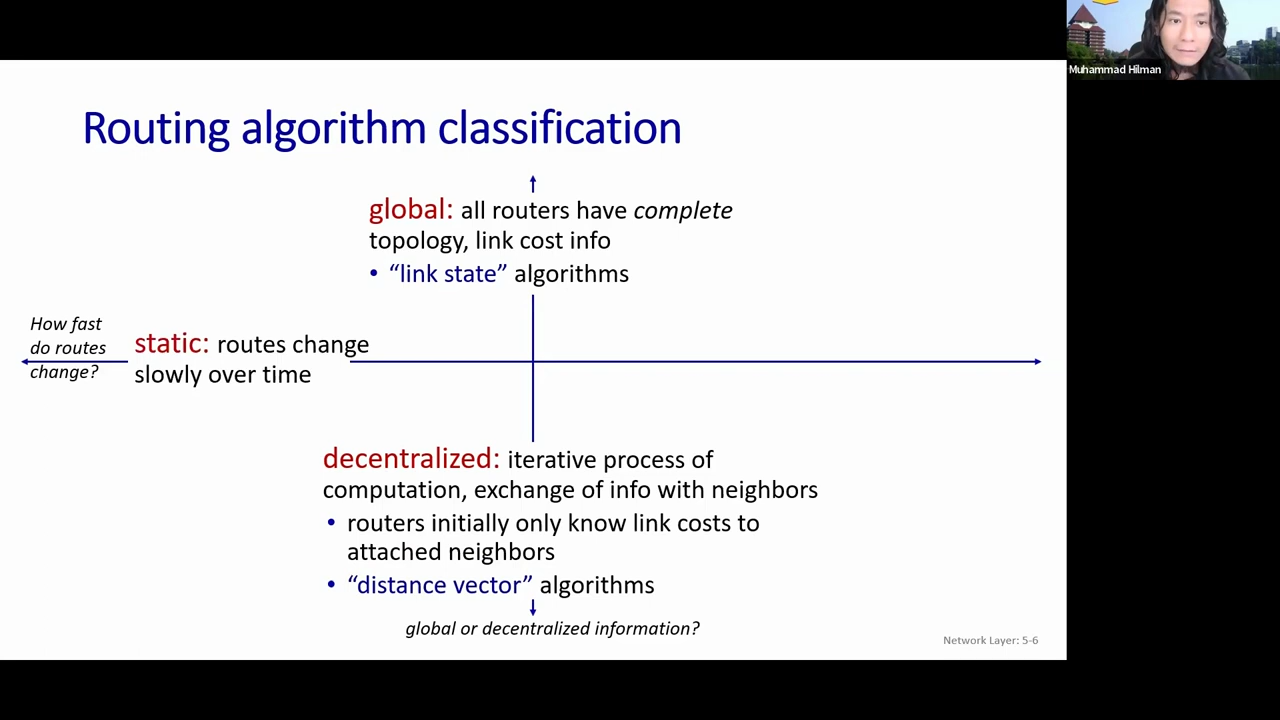 Muhammad Hilman
Routing algorithm classification
global: all routers have complete
topology, link cost info
• “link state” algorithms
How fast
do routes
change?
static: routes change
slowly over time
decentralized: iterative process of
computation, exchange of info with neighbors
• routers initially only know link costs to
attached neighbors
• “distance vector” algorithms
global or decentralized information?
Network Layer: 5-6